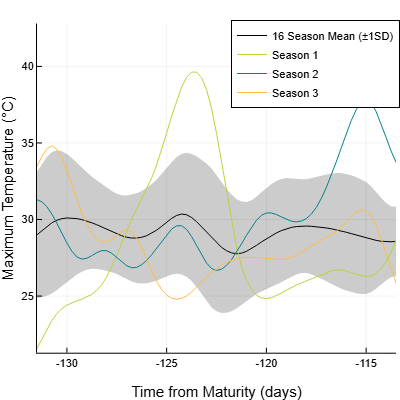 16 Season Mean (±1SD)
Season 1
Season 2
Season 3
Maximum Temperature (°C)
40
35
30
25
-130 -125 -120 -115
Time from Maturity (days)